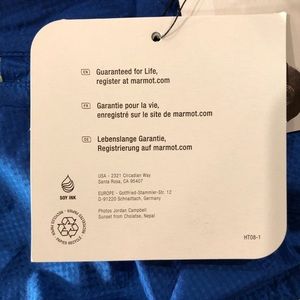 EN
Guaranteed for Life,
register at marmot.com
FR
Garantie pour la vie,
enregistré sur le site de marmot.com
DE
Lebenslange Garantie,
Registrierung auf marmot.com
USA - 2321 Circadian Way
Santa Rosa, CA 95407
EUROPE - Gottfried-Stammler-Str. 12
D-91220 Schnaittach, Germany
Photos Jordan Campbell
Sunset from Cholatse, Nepal
SOY INK
PAPIER RECYCLÉ
HT08-1